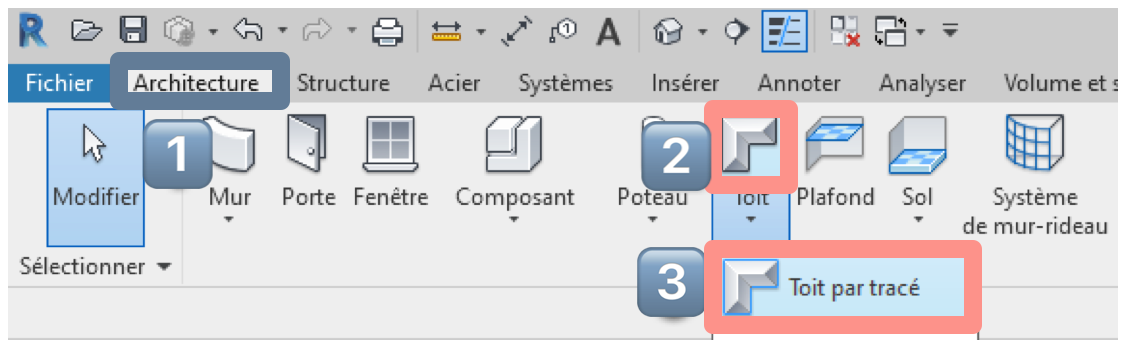 R
1
A
Fichier Architecture Structure Acier Systèmes Insérer Annoter Analyser Volume et s
1 2
Modifier Mur Porte Fenêtre Composant Poteau Toit Plafond Sol Système
de mur-rideau
Sélectionner
3 Toit par tracé